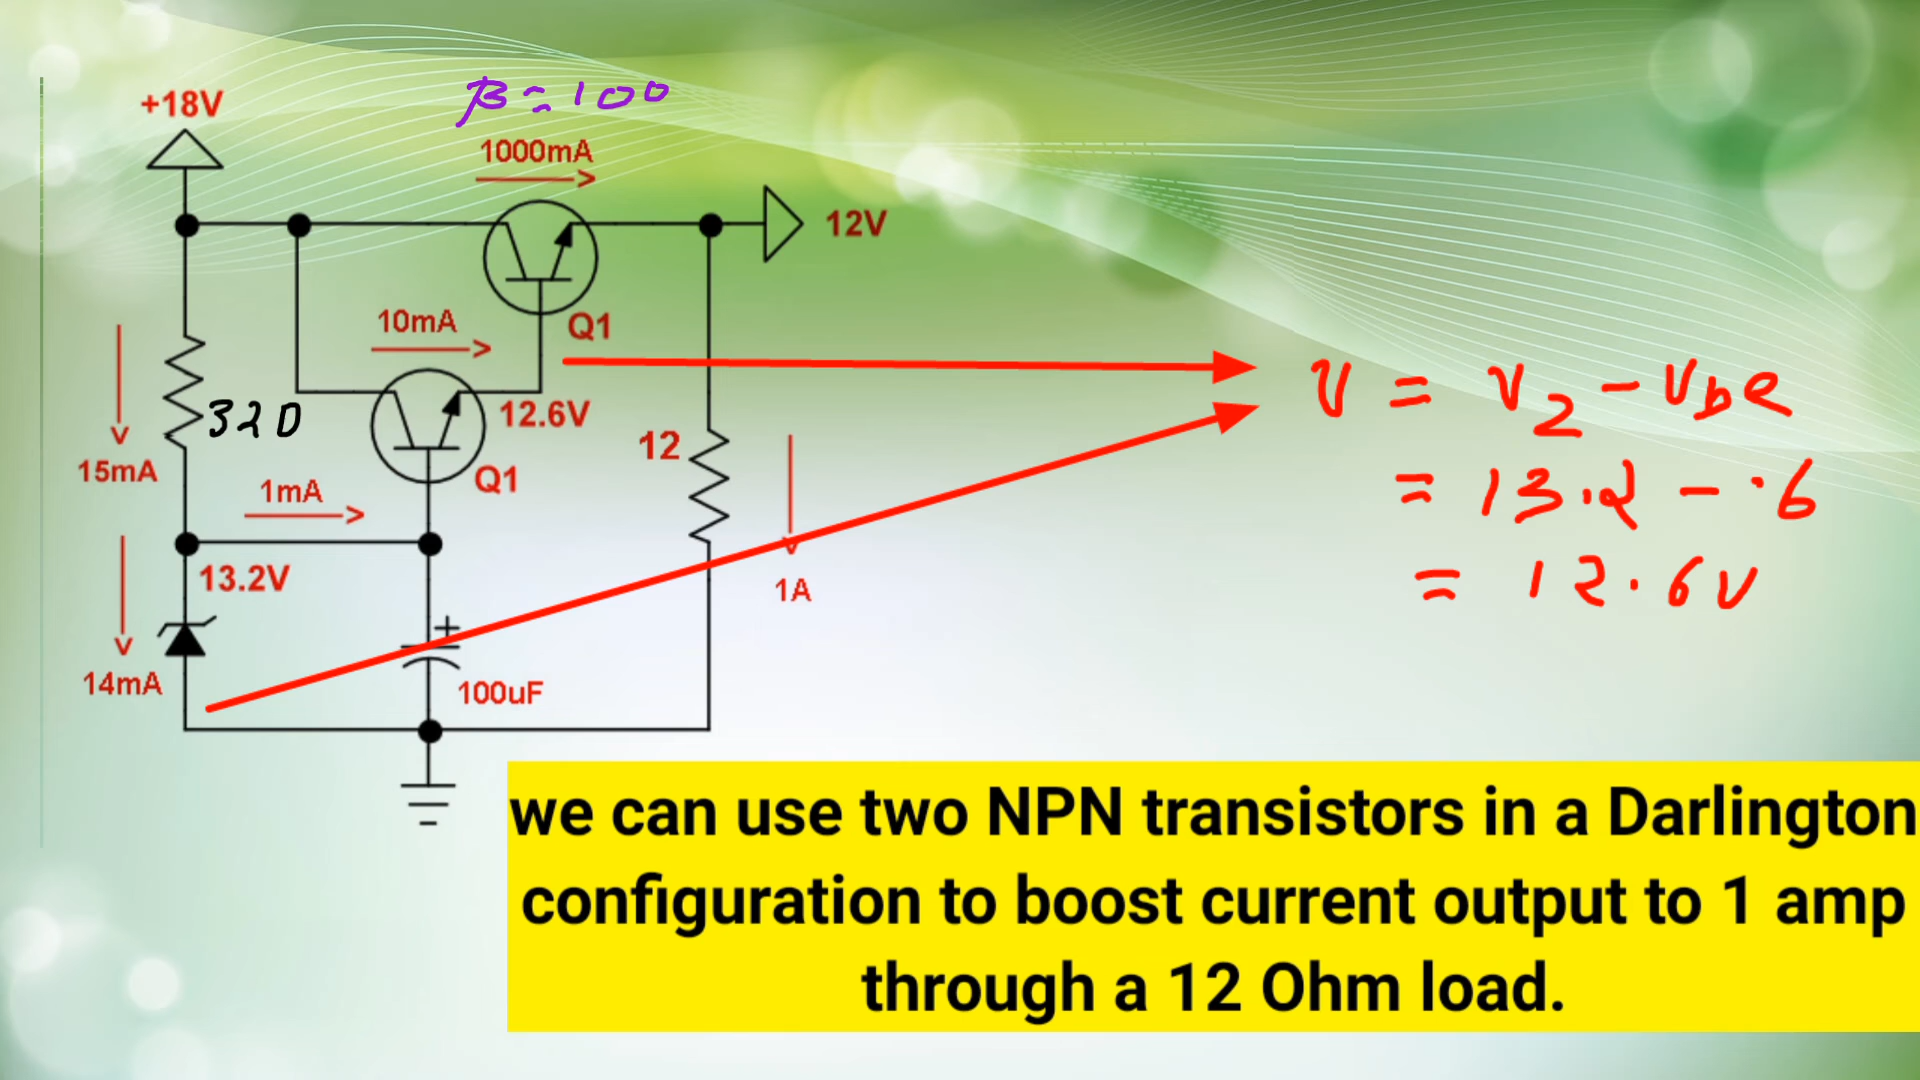 β = 100
+18V
1000mA
12V
10mA
Q1
V = VZ - Vbe
320
12.6V
12
15mA
Q1
= 13.2 - .6
1mA
13.2V
1A
= 12.6V
+
14mA
100uF
we can use two NPN transistors in a Darlington
configuration to boost current output to 1 amp
through a 12 Ohm load.